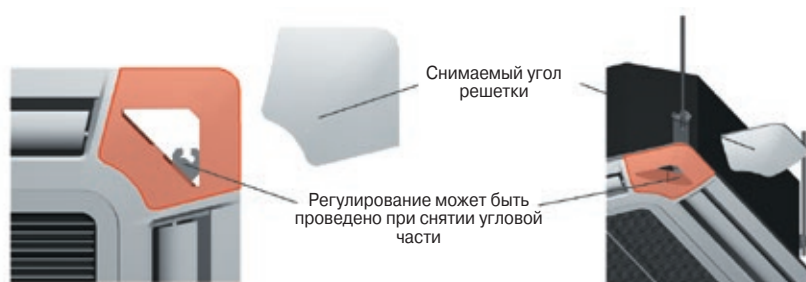 Снимаемый угол
решетки
Регулирование может быть
проведено при снятии угловой
части